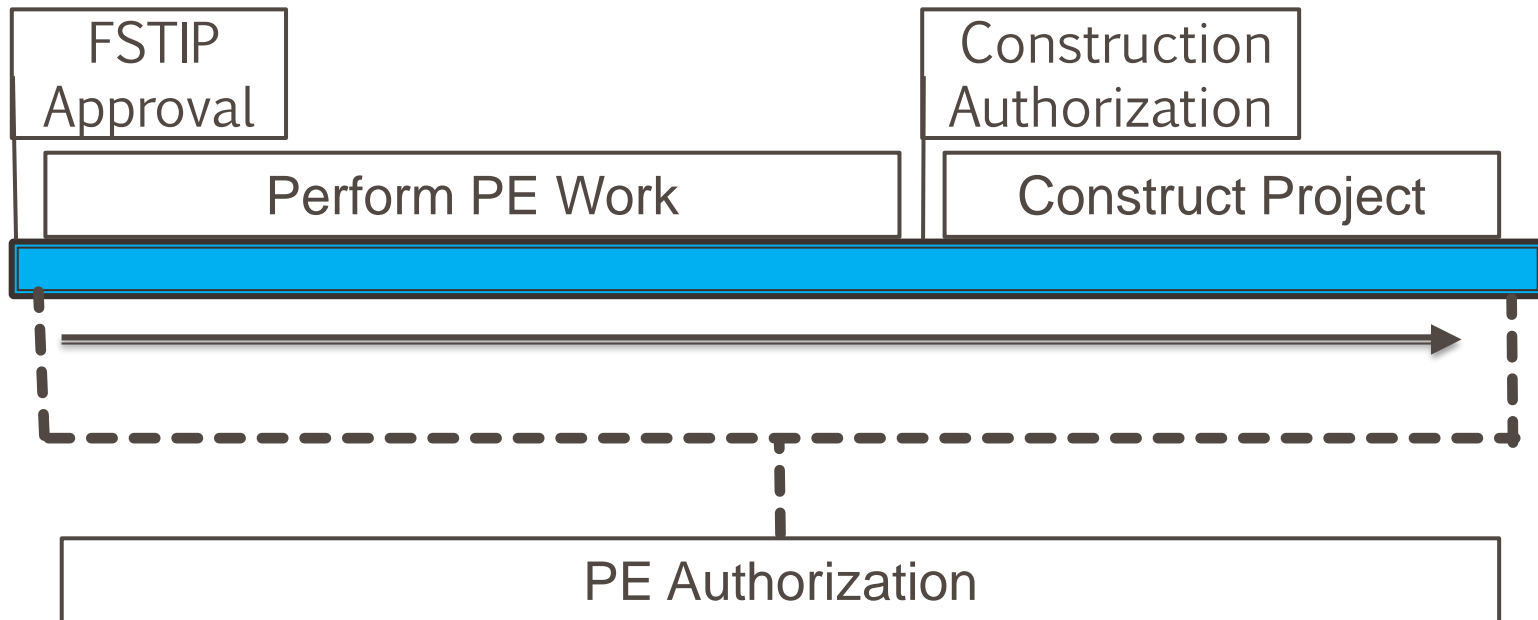 FSTIP
Approval
Construction
Authorization
Perform PE Work
Construct Project
PE Authorization